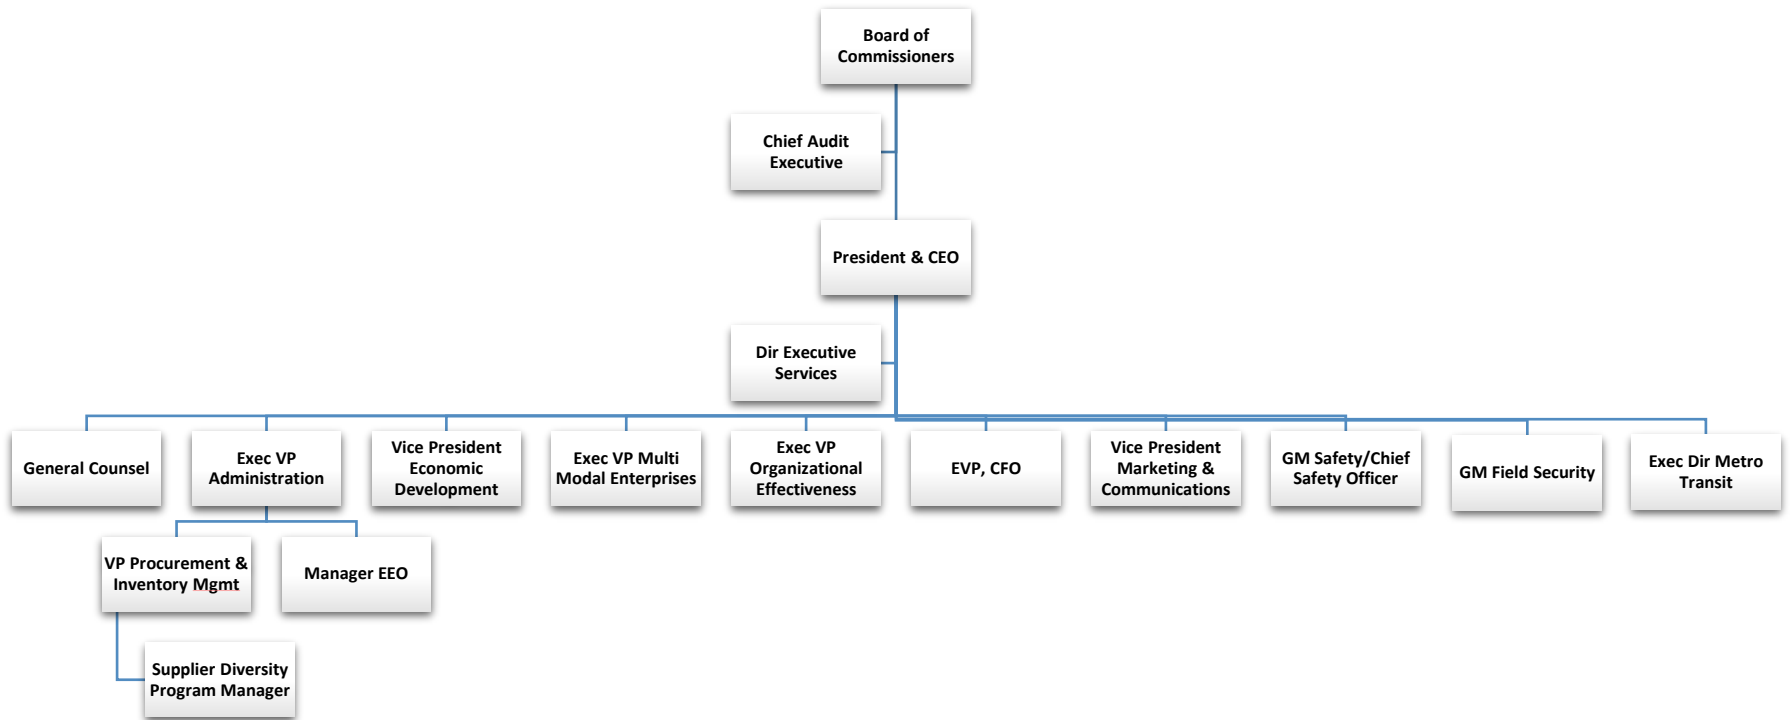 Board of
Commissioners
Chief Audit
Executive
President & CEO
Dir Executive
Services
General Counsel
Exec VP
Administration
Vice President
Economic
Development
Exec VP Multi
Modal Enterprises
Exec VP
Organizational
Effectiveness
EVP, CFO
Vice President
Marketing &
Communications
GM Safety/Chief
Safety Officer
GM Field Security
Exec Dir Metro
Transit
VP Procurement &
Inventory Mgmt
Manager EEO
Supplier Diversity
Program Manager